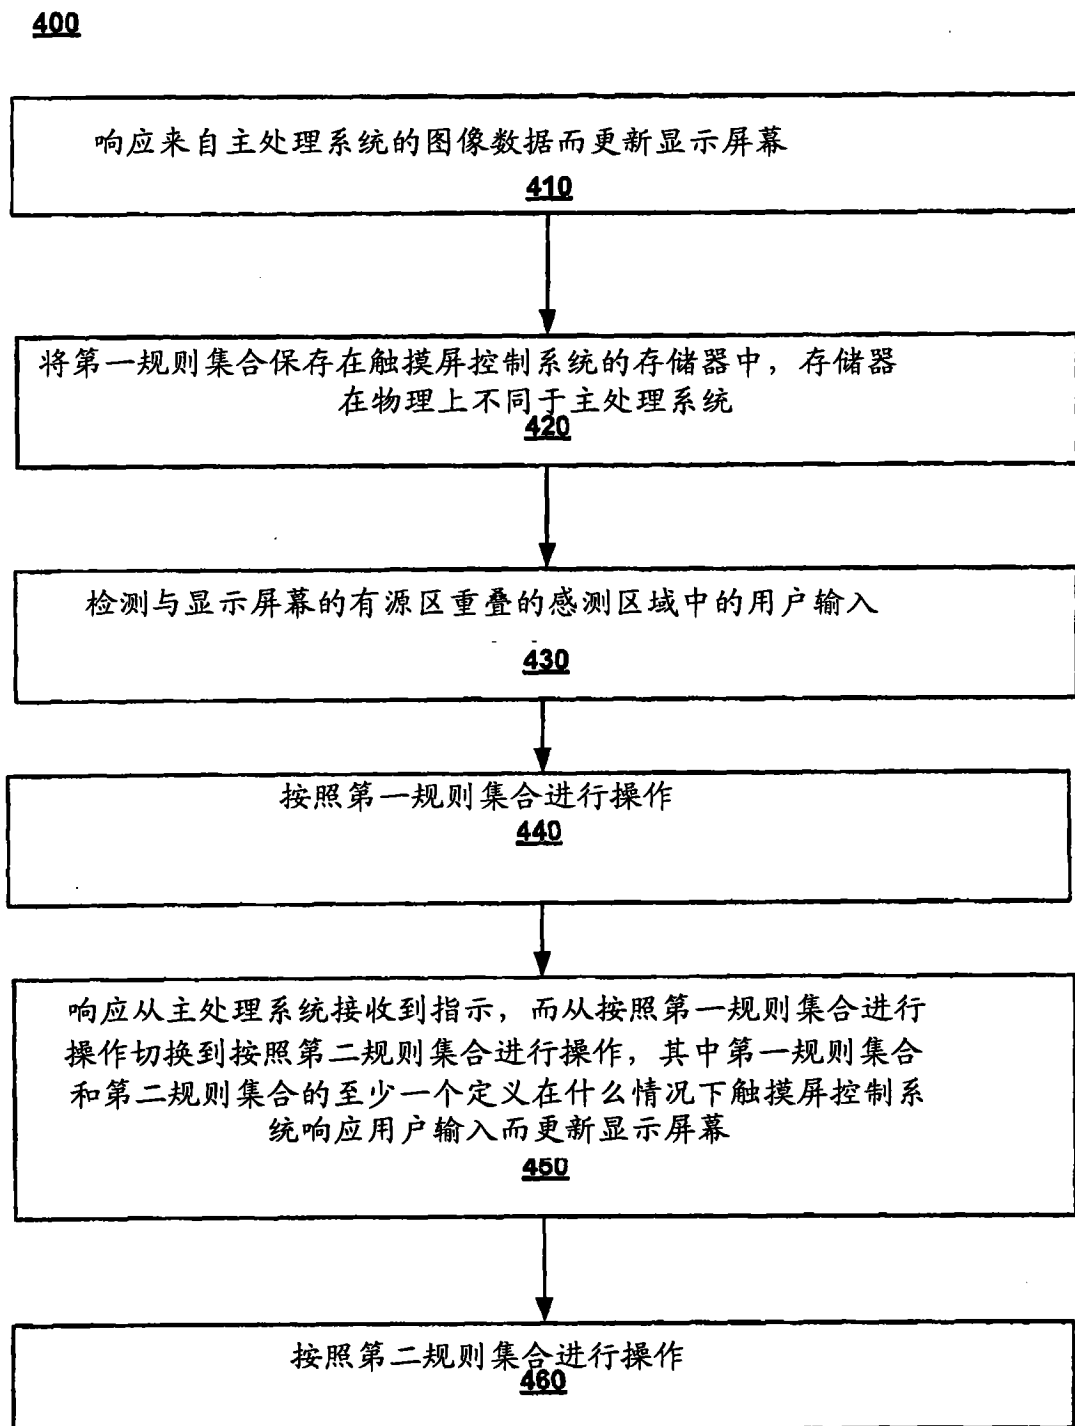 400
响应来自主处理系统的图像数据而更新显示屏幕
410
将第一规则集合保存在触摸屏控制系统的存储器中，存储器
在物理上不同于主处理系统
420
检测与显示屏幕的有源区重叠的感测区域中的用户输入
430
按照第一规则集合进行操作
440
响应从主处理系统接收到指示，而从按照第一规则集合进行
操作切换到按照第二规则集合进行操作，其中第一规则集合
和第二规则集合的至少一个定义在什么情况下触摸屏控制系
统响应用户输入而更新显示屏幕
450
按照第二规则集合进行操作
460